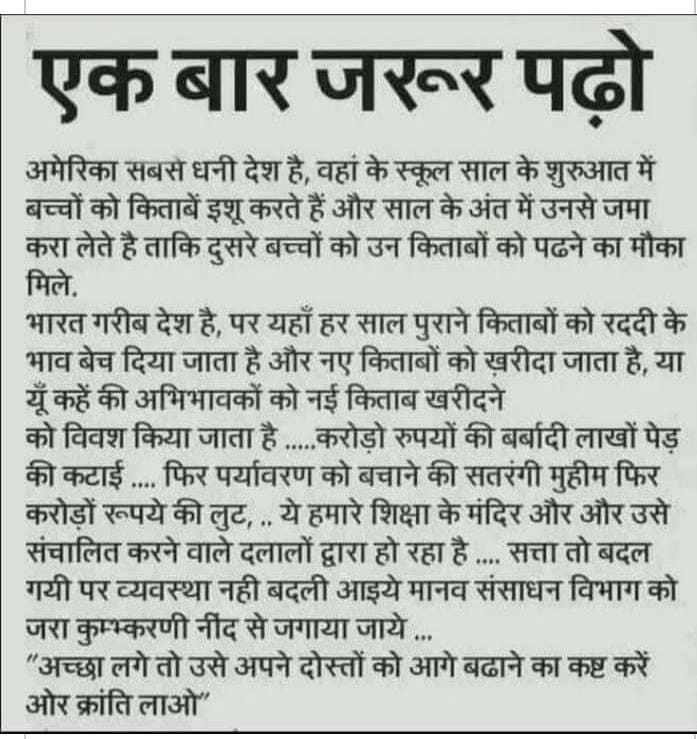 एक बार जरूर पढ़ो
अमेरिका सबसे धनी देश है, वहां के स्कूल साल के शुरुआत में
बच्चों को किताबें इशू करते हैं और साल के अंत में उनसे जमा
करा लेते है ताकि दुसरे बच्चों को उन किताबों को पढने का मौका
मिले.
भारत गरीब देश है, पर यहाँ हर साल पुराने किताबों को रददी के
भाव बेच दिया जाता है और नए किताबों को ख़रीदा जाता है, या
यूँ कहें की अभिभावकों को नई किताब खरीदने
को विवश किया जाता है .....करोड़ो रुपयों की बर्बादी लाखों पेड़
की कटाई .... फिर पर्यावरण को बचाने की सतरंगी मुहीम फिर
करोड़ों रूपये की लुट, .. ये हमारे शिक्षा के मंदिर और और उसे
संचालित करने वाले दलालों द्वारा हो रहा है .... सत्ता तो बदल
गयी पर व्यवस्था नही बदली आइये मानव संसाधन विभाग को
जरा कुम्भ्करणी नींद से जगाया जाये ...
"अच्छा लगे तो उसे अपने दोस्तों को आगे बढाने का कष्ट करें
ओर क्रांति लाओ"